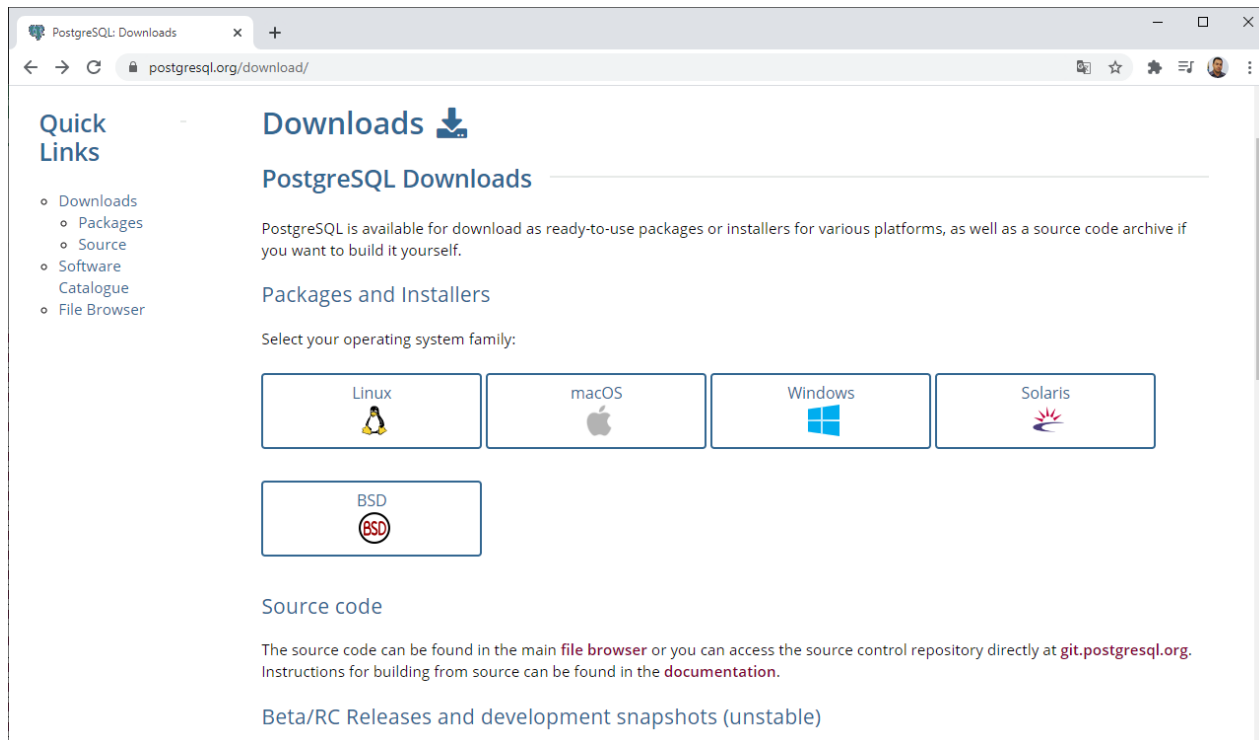 PostgreSQL: Downloads
postgresql.org/download/
Quick
Links
Downloads
Packages
Source
Software
Catalogue
File Browser
Downloads
PostgreSQL Downloads
PostgreSQL is available for download as ready-to-use packages or installers for various platforms, as well as a source code archive if
you want to build it yourself.
Packages and Installers
Select your operating system family:
Linux
macOS
Windows
Solaris
BSD
BSD
Source code
The source code can be found in the main file browser or you can access the source control repository directly at git.postgresql.org.
Instructions for building from source can be found in the documentation.
Beta/RC Releases and development snapshots (unstable)